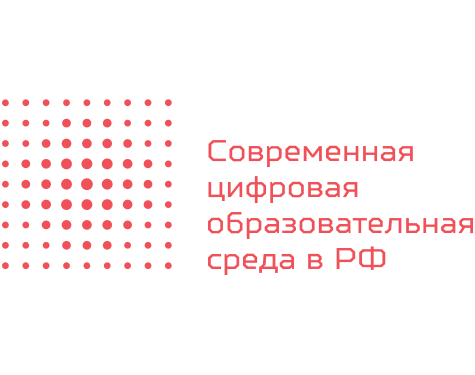 Современная
цифровая
образовательная
среда в РФ